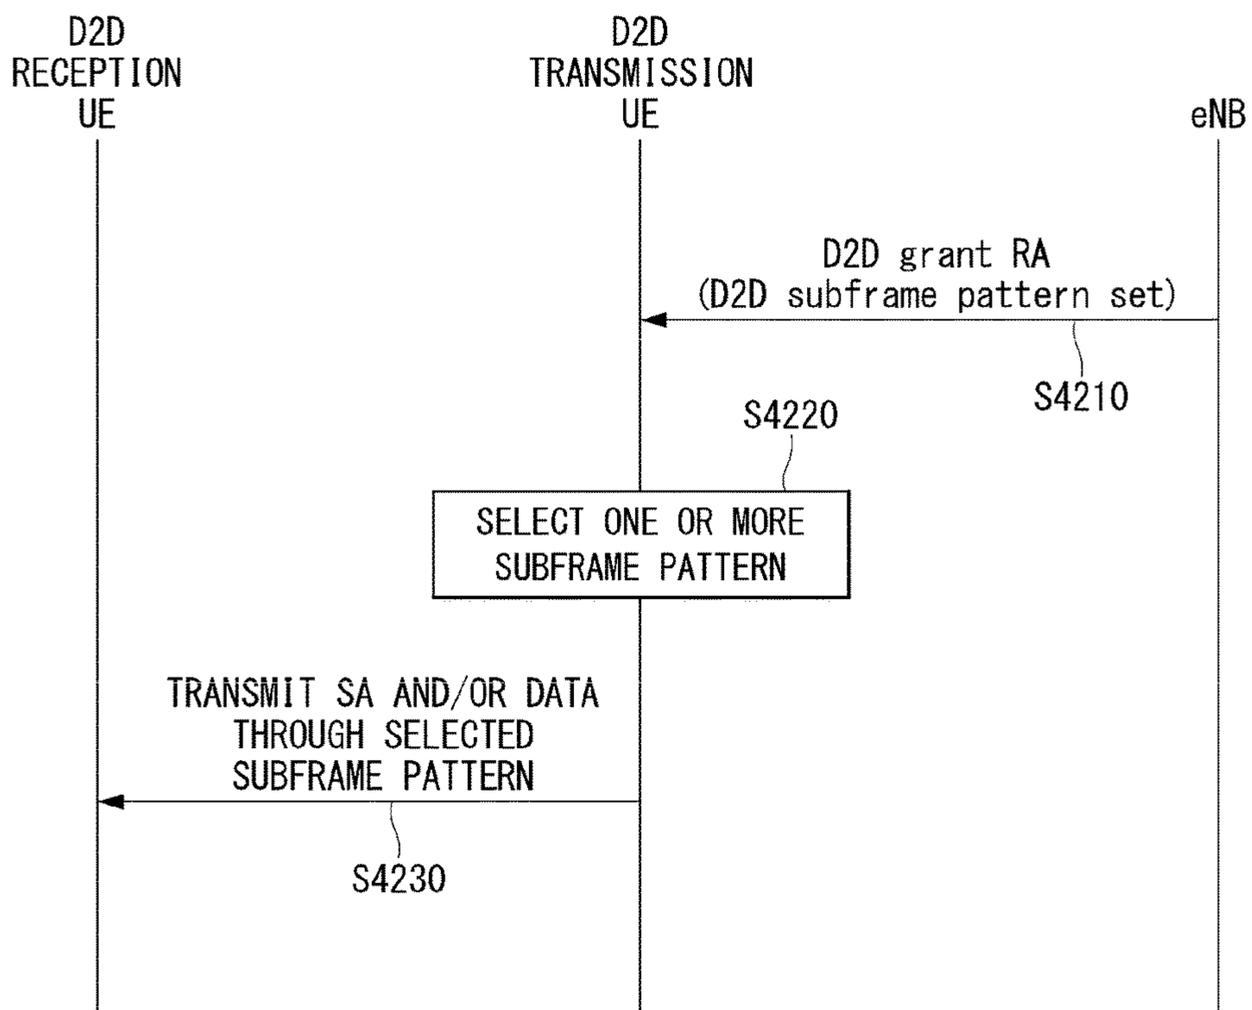 D2D
RECEPTION
UE
D2D
TRANSMISSION
UE
eNB
D2D grant RA
(D2D subframe pattern set)
S4210
S4220
SELECT ONE OR MORE
SUBFRAME PATTERN
TRANSMIT SA AND/OR DATA
THROUGH SELECTED
SUBFRAME PATTERN
S4230